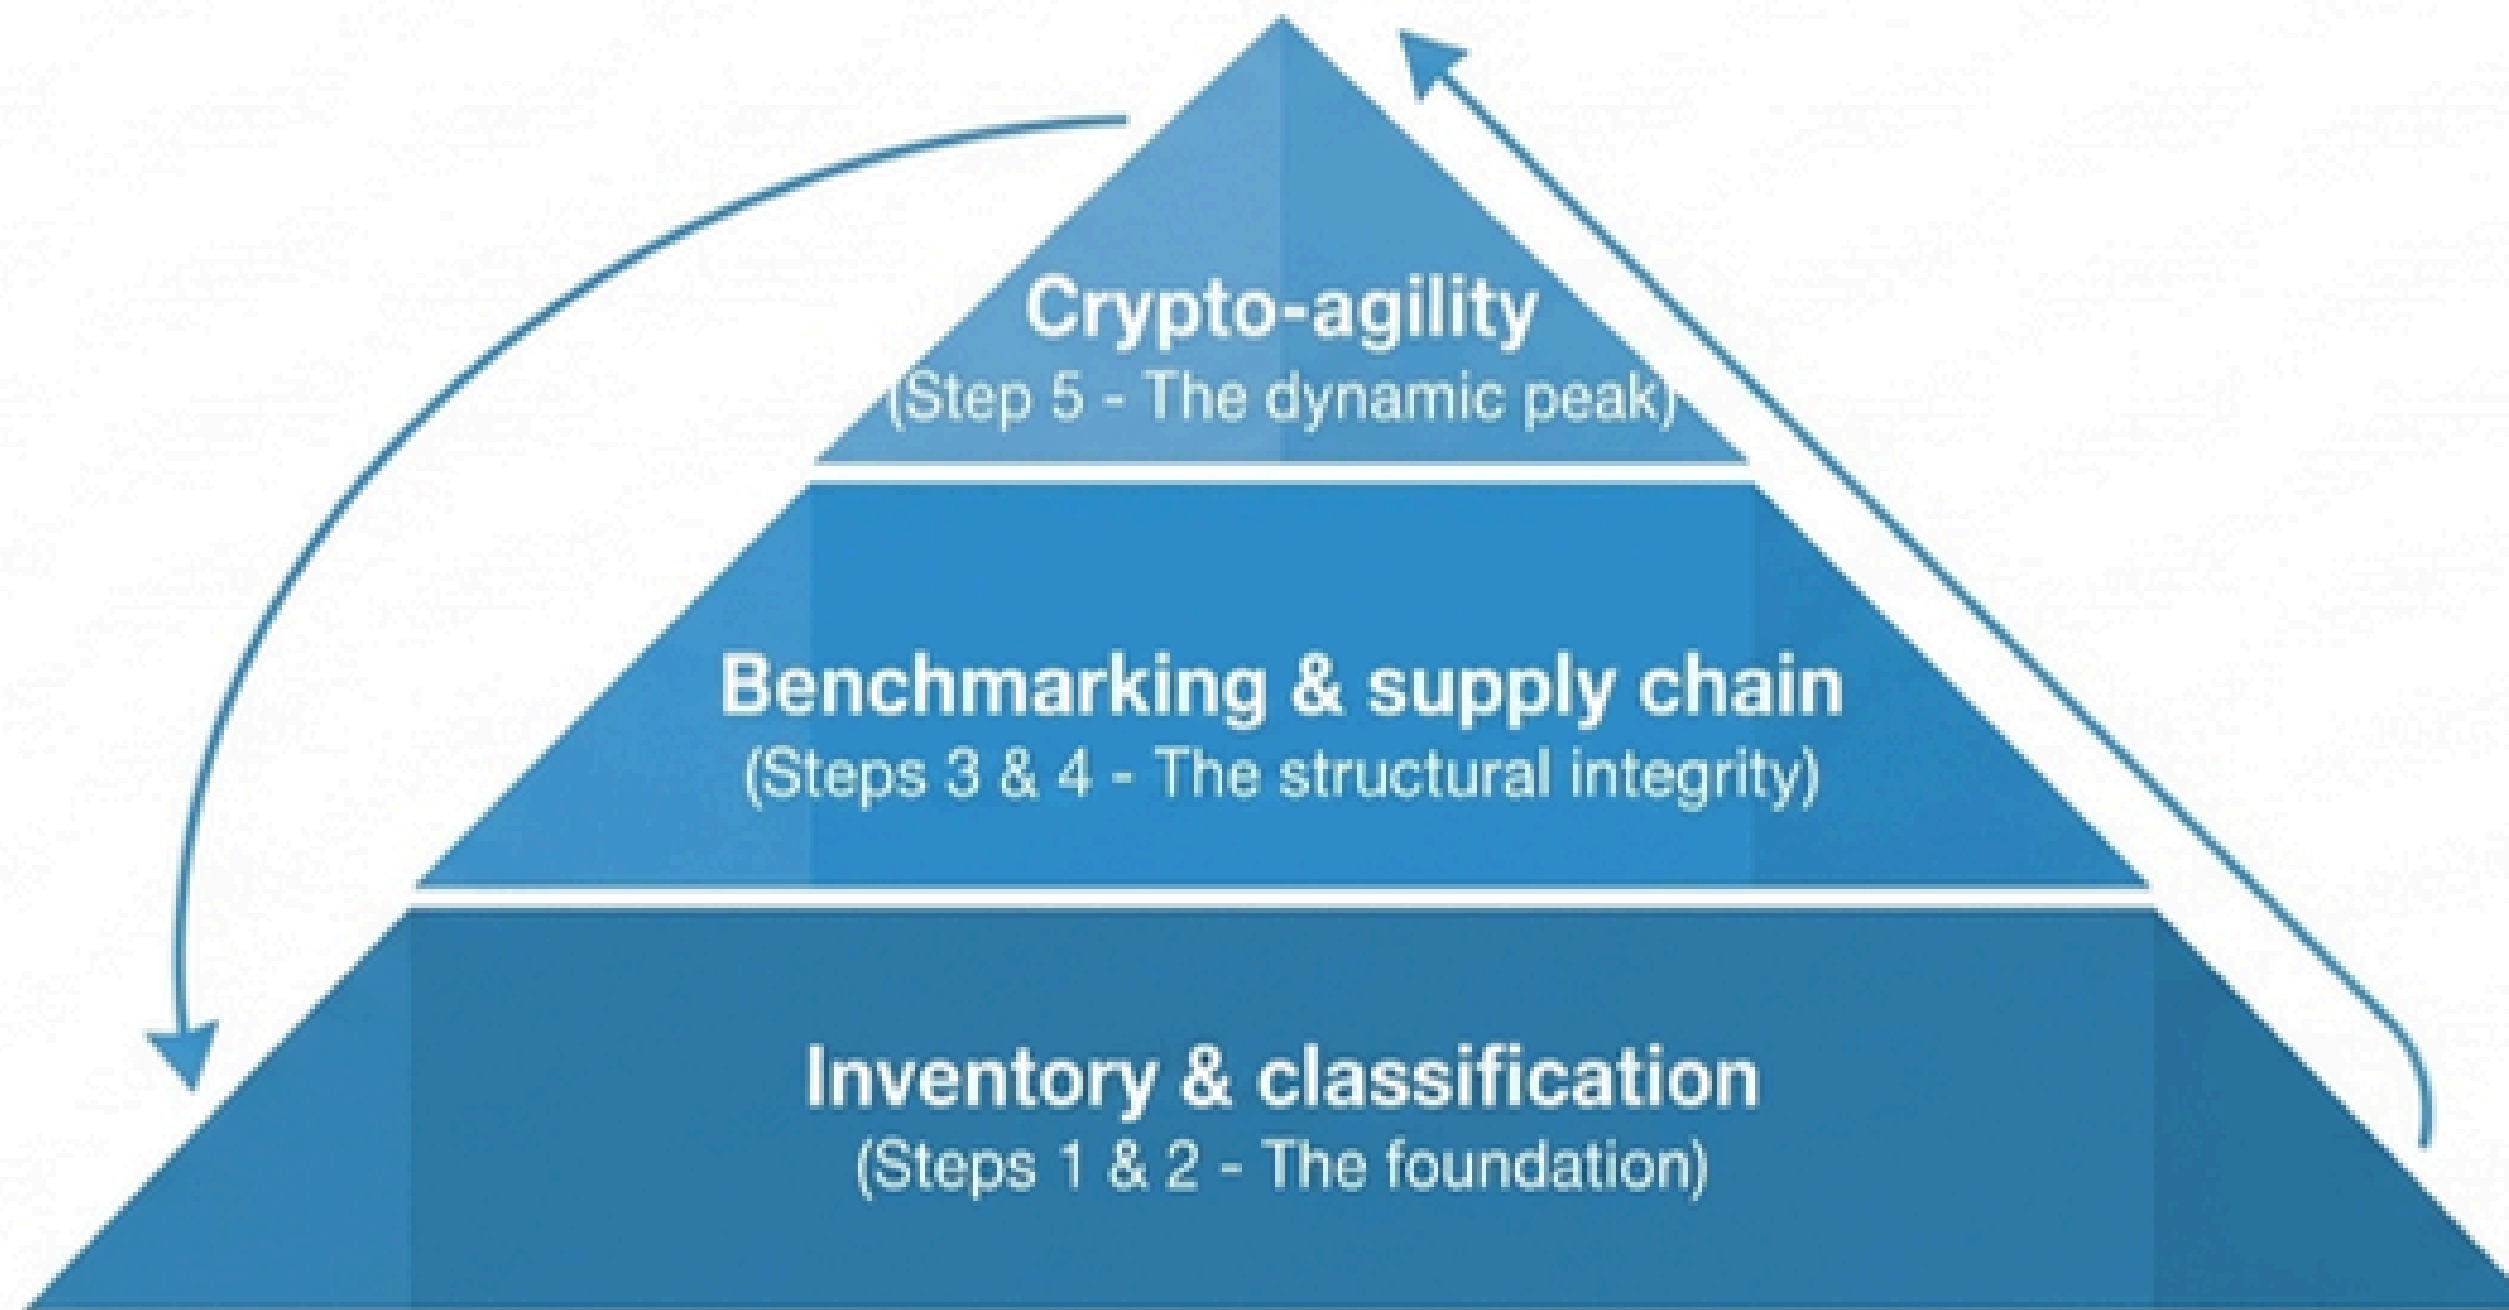 Crypto-agility
(Step 5 - The dynamic peak)
Benchmarking & supply chain
(Steps 3 & 4 - The structural integrity)
Inventory & classification
(Steps 1 & 2 - The foundation)